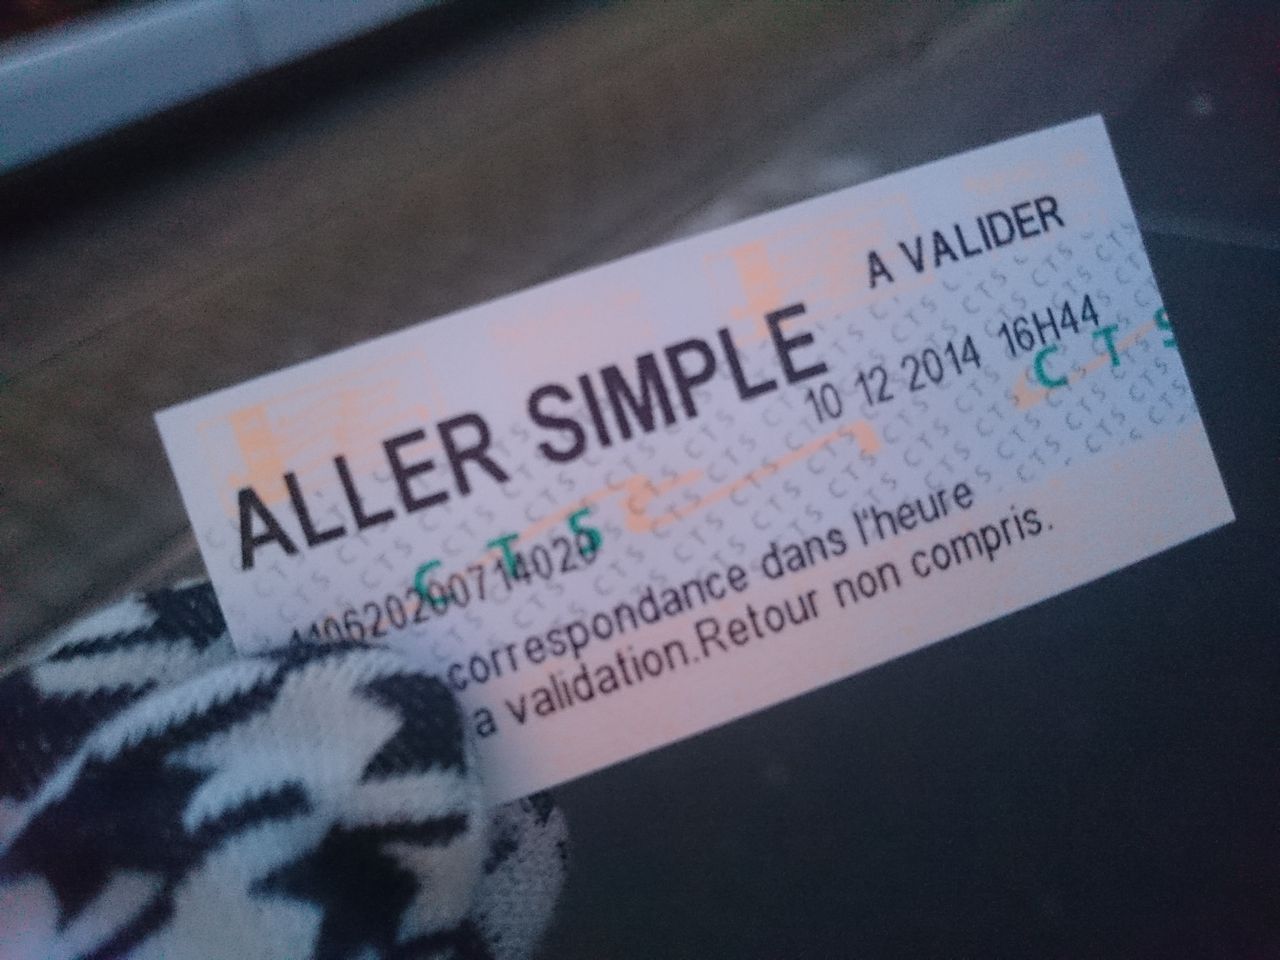 A VALIDER
ALLER SIMPLE
10 12 2014 16H44
C T S
C T S
correspondance dans l'heure
a validation.Retour non compris.